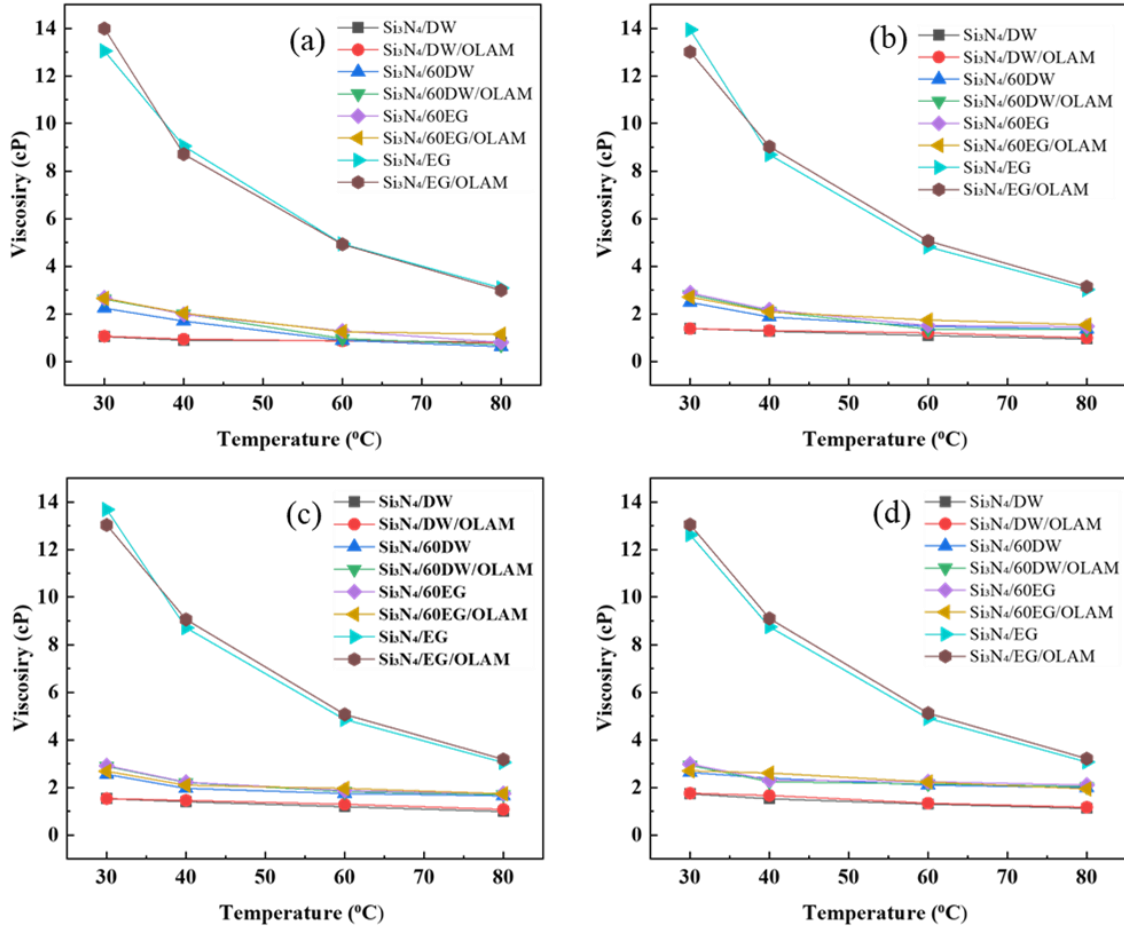 (a)
Si₃N₄/DW
Si₃N₄/DW/OLAM
Si₃N₄/60DW
Si₃N₄/60DW/OLAM
Si₃N₄/60EG
Si₃N₄/60EG/OLAM
Si₃N₄/EG
Si₃N₄/EG/OLAM
Viscosiry (cP)
14
12
10
8
6
4
2
0
30 40 50 60 70 80
Temperature (⁰C)
(b)
Si₃N₄/DW
Si₃N₄/DW/OLAM
Si₃N₄/60DW
Si₃N₄/60DW/OLAM
Si₃N₄/60EG
Si₃N₄/60EG/OLAM
Si₃N₄/EG
Si₃N₄/EG/OLAM
Viscosiry (cP)
14
12
10
8
6
4
2
0
30 40 50 60 70 80
Temperature (⁰C)
(c)
Si₃N₄/DW
Si₃N₄/DW/OLAM
Si₃N₄/60DW
Si₃N₄/60DW/OLAM
Si₃N₄/60EG
Si₃N₄/60EG/OLAM
Si₃N₄/EG
Si₃N₄/EG/OLAM
Viscosiry (cP)
14
12
10
8
6
4
2
0
30 40 50 60 70 80
Temperature (⁰C)
(d)
Si₃N₄/DW
Si₃N₄/DW/OLAM
Si₃N₄/60DW
Si₃N₄/60DW/OLAM
Si₃N₄/60EG
Si₃N₄/60EG/OLAM
Si₃N₄/EG
Si₃N₄/EG/OLAM
Viscosiry (cP)
14
12
10
8
6
4
2
0
30 40 50 60 70 80
Temperature (⁰C)